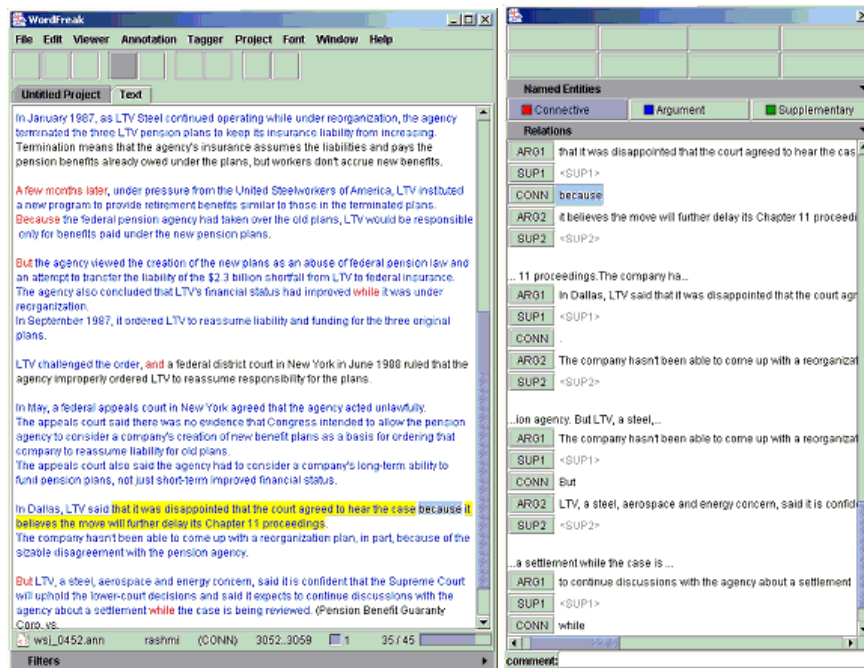 WordFreak
File Edit Viewer Annotation Tagger Project Font Window Help
Untitled Project Text
In January 1987, as LTV Steel continued operating while under reorganization, the agency
terminated the three LTV pension plans to keep its insurance liability from increasing.
Termination means that the agency's insurance assumes the liabilities and pays the
pension benefits already owed under the plans, but workers don't accrue new benefits.
A few months later, under pressure from the United Steelworkers of America, LTV instituted
a new program to provide retirement benefits similar to those in the terminated plans.
Because the federal pension agency had taken over the old plans, LTV would be responsible
only for benefits paid under the new pension plans.
But the agency viewed the creation of the new plans as an abuse of federal pension law and
an attempt to transfer the liability of the $2.3 billion shortfall from LTV to federal insurance.
The agency also concluded that LTV's financial status had improved while it was under
reorganization.
In September 1987, it ordered LTV to reassume liability and funding for the three original
plans.
LTV challenged the order, and a federal district court in New York in June 1988 ruled that the
agency improperly ordered LTV to reassume responsibility for the plans.
In May, a federal appeals court in New York agreed that the agency acted unlawfully.
The appeals court said there was no evidence that Congress intended to allow the pension
agency to consider a company's creation of new benefit plans as a basis for ordering that
company to reassume liability for old plans.
The appeals court also said the agency had to consider a company's long-term ability to
fund pension plans, not just short-term improved financial status.
In Dallas, LTV said that it was disappointed that the court agreed to hear the case because it
believes the move will further delay its Chapter 11 proceedings.
The company hasn't been able to come up with a reorganization plan, in part, because of the
sizable disagreement with the pension agency.
But LTV, a steel, aerospace and energy concern, said it is confident that the Supreme Court
will uphold the lower-court decisions and said it expects to continue discussions with the
agency about a settlement while the case is being reviewed. (Pension Benefit Guaranty
Corp. vs.
wsj_0452.ann rashmi (CONN) 3052..3059 1 35 / 45
Filters
Named Entities
Connective Argument Supplementary
Relations
ARG1 that it was disappointed that the court agreed to hear the cas
SUP1 <SUP1>
CONN because
ARG2 it believes the move will further delay its Chapter 11 proceedi
SUP2 <SUP2>
... 11 proceedings.The company ha...
ARG1 In Dallas, LTV said that it was disappointed that the court agr
SUP1 <SUP1>
CONN .
ARG2 The company hasn't been able to come up with a reorganizat
SUP2 <SUP2>
...ion agency. But LTV, a steel,...
ARG1 The company hasn't been able to come up with a reorganizat
SUP1 <SUP1>
CONN But
ARG2 LTV, a steel, aerospace and energy concern, said it is confide
SUP2 <SUP2>
...a settlement while the case is ...
ARG1 to continue discussions with the agency about a settlement
SUP1 <SUP1>
CONN while
comment: